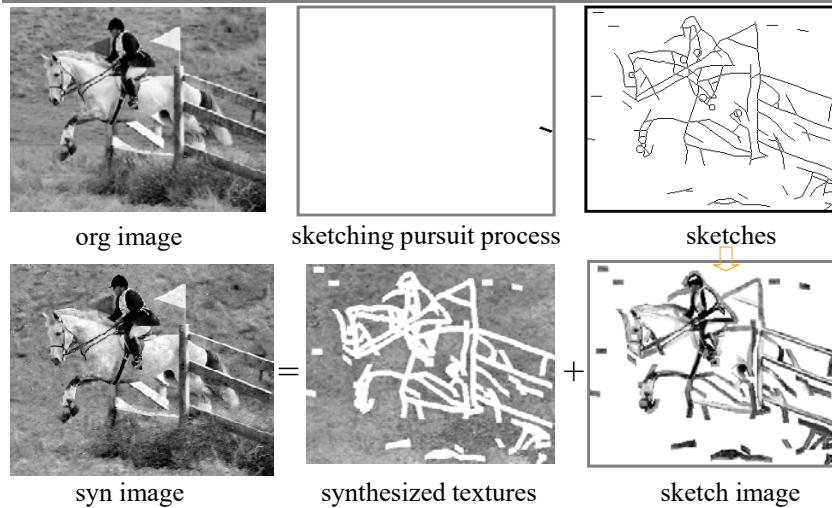 org image
sketching pursuit process
sketches
syn image
=
synthesized textures
+
sketch image